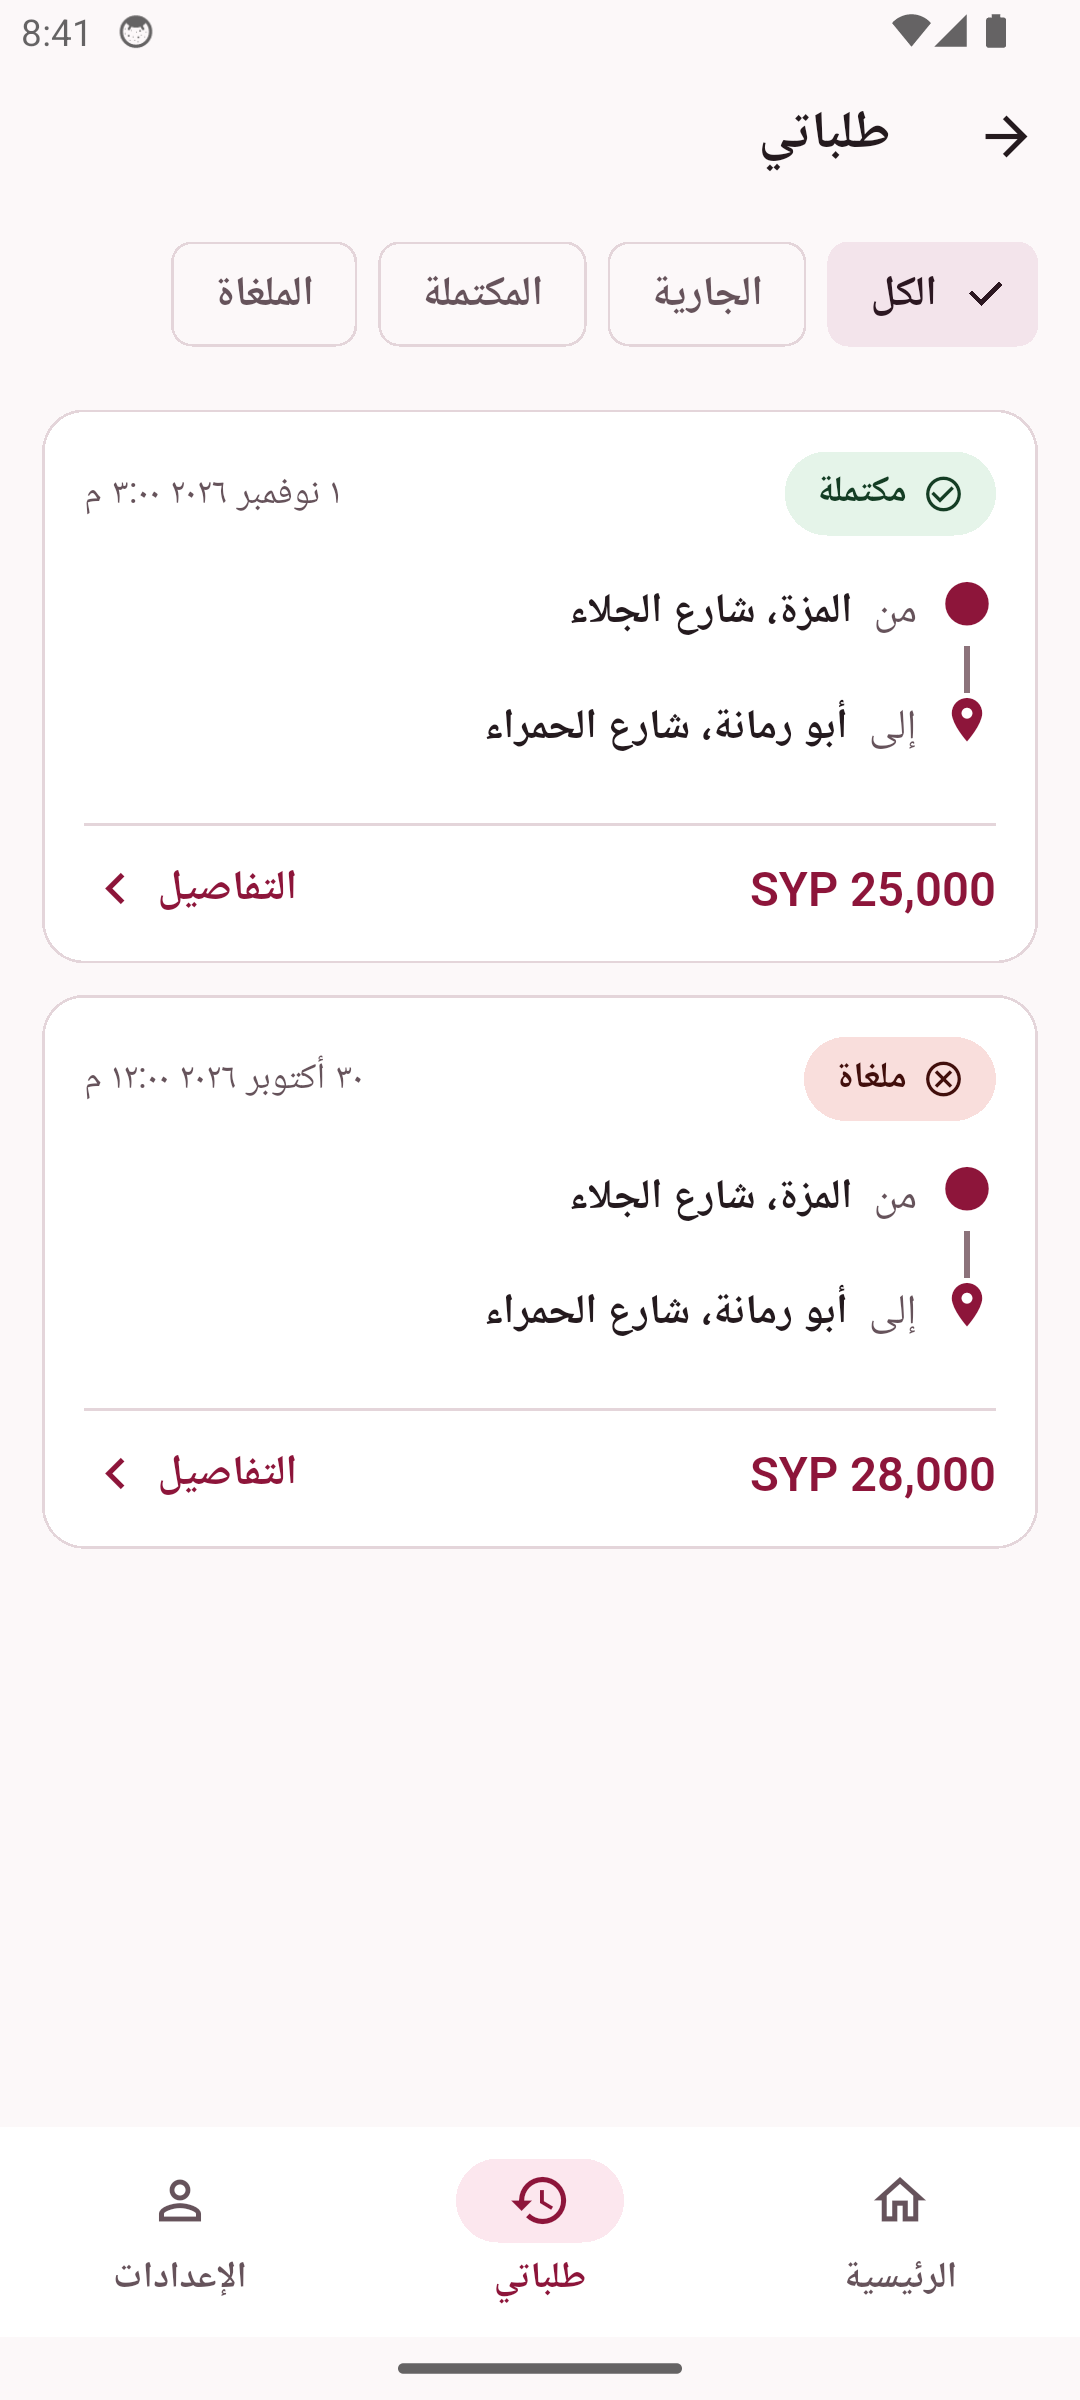 8:41
طلباتي
الكل
الجارية
المكتملة
الملغاة
مكتملة
١ نوفمبر ٢٠٢٦ ٣:٠٠ م
من المزة، شارع الجلاء
إلى أبو رمانة، شارع الحمراء
SYP 25,000
التفاصيل
ملغاة
٣٠ أكتوبر ٢٠٢٦ ١٢:٠٠ م
من المزة، شارع الجلاء
إلى أبو رمانة، شارع الحمراء
SYP 28,000
التفاصيل
الرئيسية
طلباتي
الإعدادات